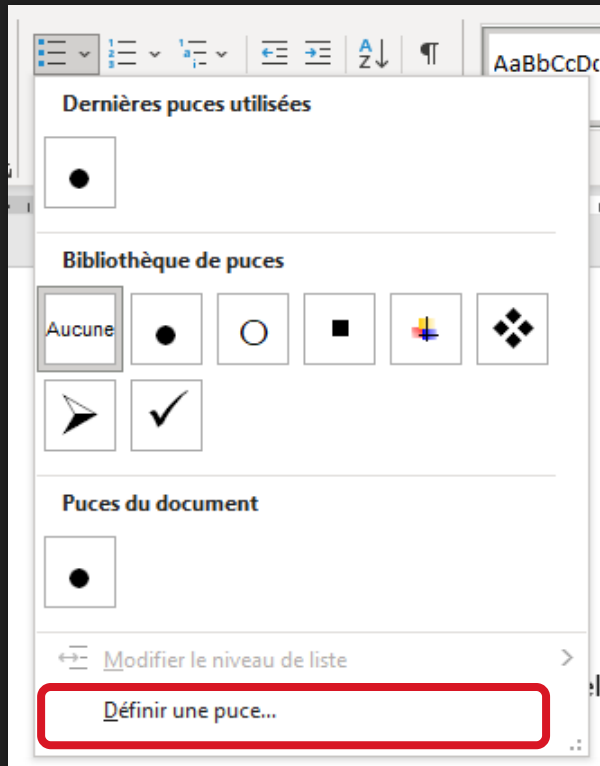 AaBbCcDc
Dernières puces utilisées
Bibliothèque de puces
Aucune
Puces du document
Modifier le niveau de liste
Définir une puce...